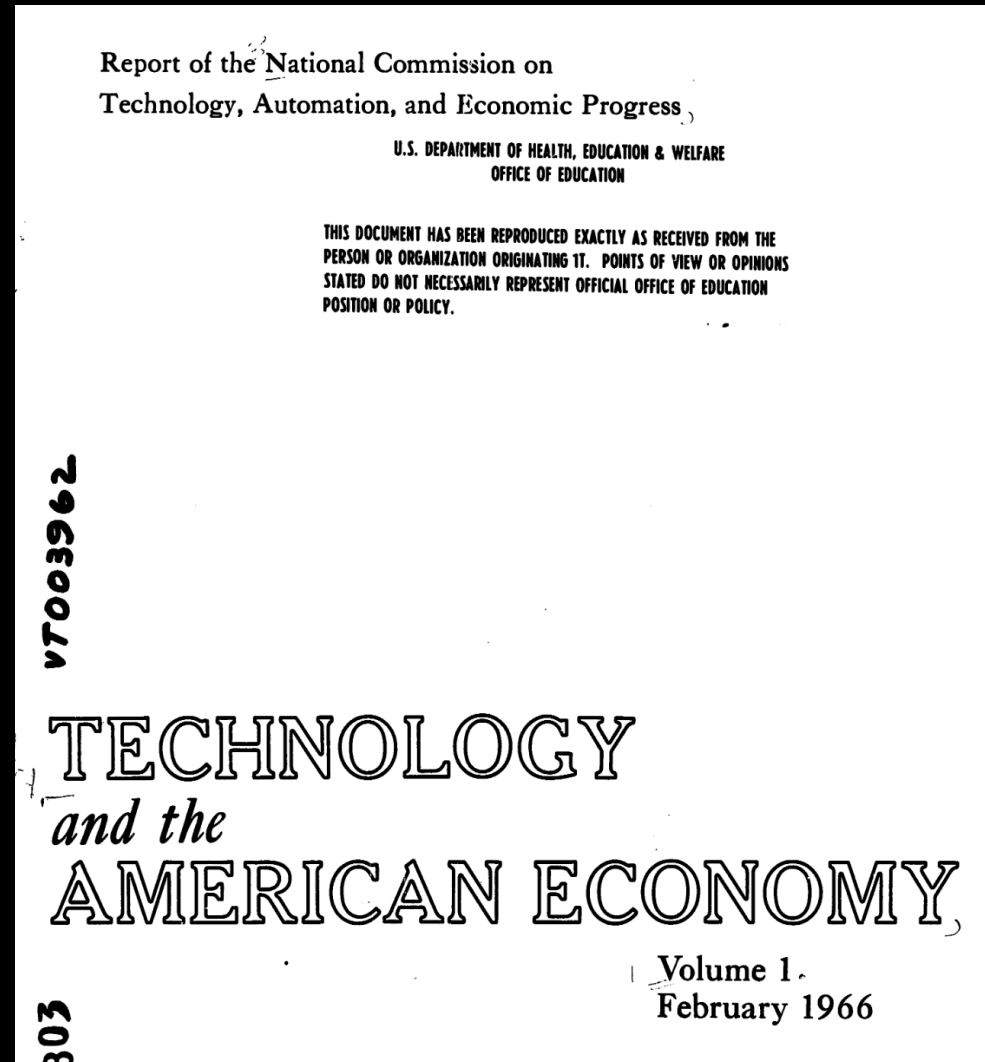 Report of the National Commission on
Technology, Automation, and Economic Progress
U.S. DEPARTMENT OF HEALTH, EDUCATION & WELFARE
OFFICE OF EDUCATION
THIS DOCUMENT HAS BEEN REPRODUCED EXACTLY AS RECEIVED FROM THE
PERSON OR ORGANIZATION ORIGINATING IT. POINTS OF VIEW OR OPINIONS
STATED DO NOT NECESSARILY REPRESENT OFFICIAL OFFICE OF EDUCATION
POSITION OR POLICY.
VT003962
TECHNOLOGY
and the
AMERICAN ECONOMY
Volume 1
February 1966